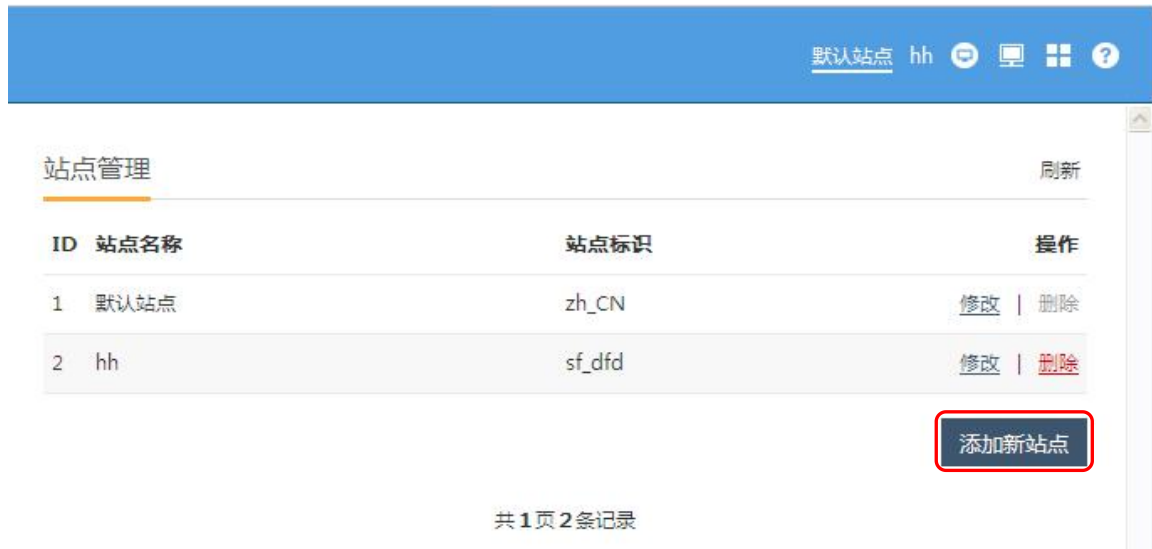 默认站点 hh
站点管理 刷新
ID 站点名称 站点标识 操作
1 默认站点 zh_CN 修改 | 删除
2 hh sf_dfd 修改 | 删除
添加新站点
共1页2条记录